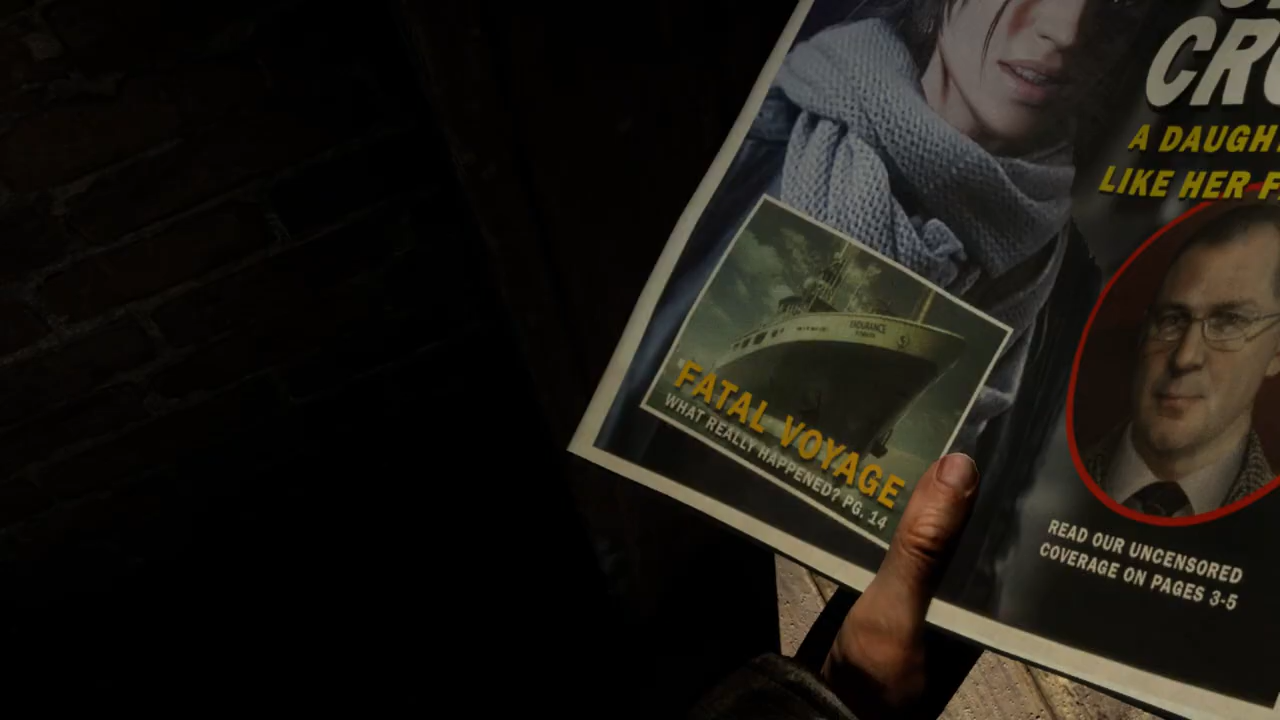 CR
A DAUGH
LIKE HER F
ENDURANCE
FATAL VOYAGE
WHAT REALLY HAPPENED? PG. 14
READ OUR UNCENSORED
COVERAGE ON PAGES 3-5